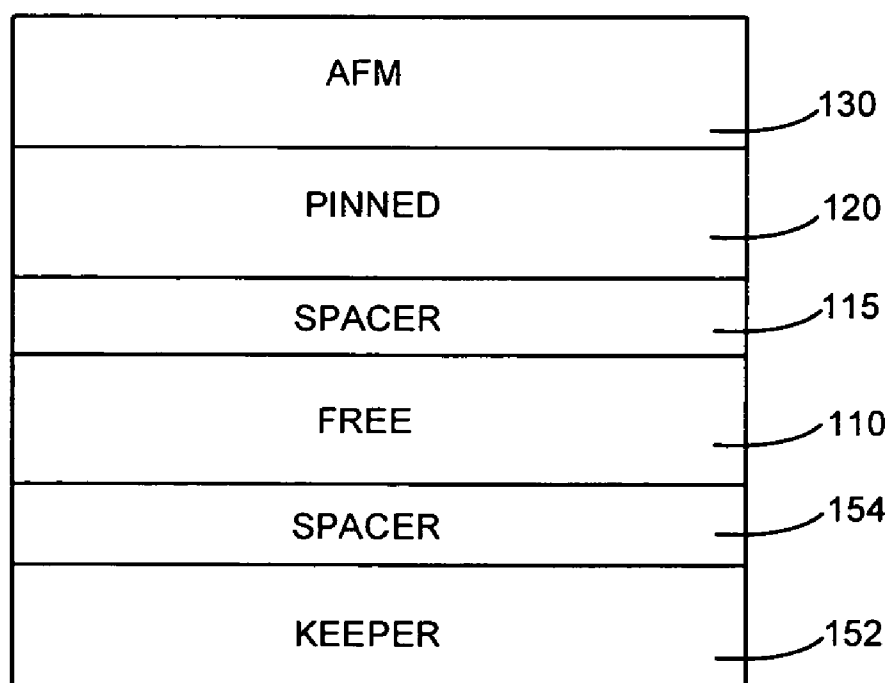 AFM
130
PINNED
120
SPACER
115
FREE
110
SPACER
154
KEEPER
152